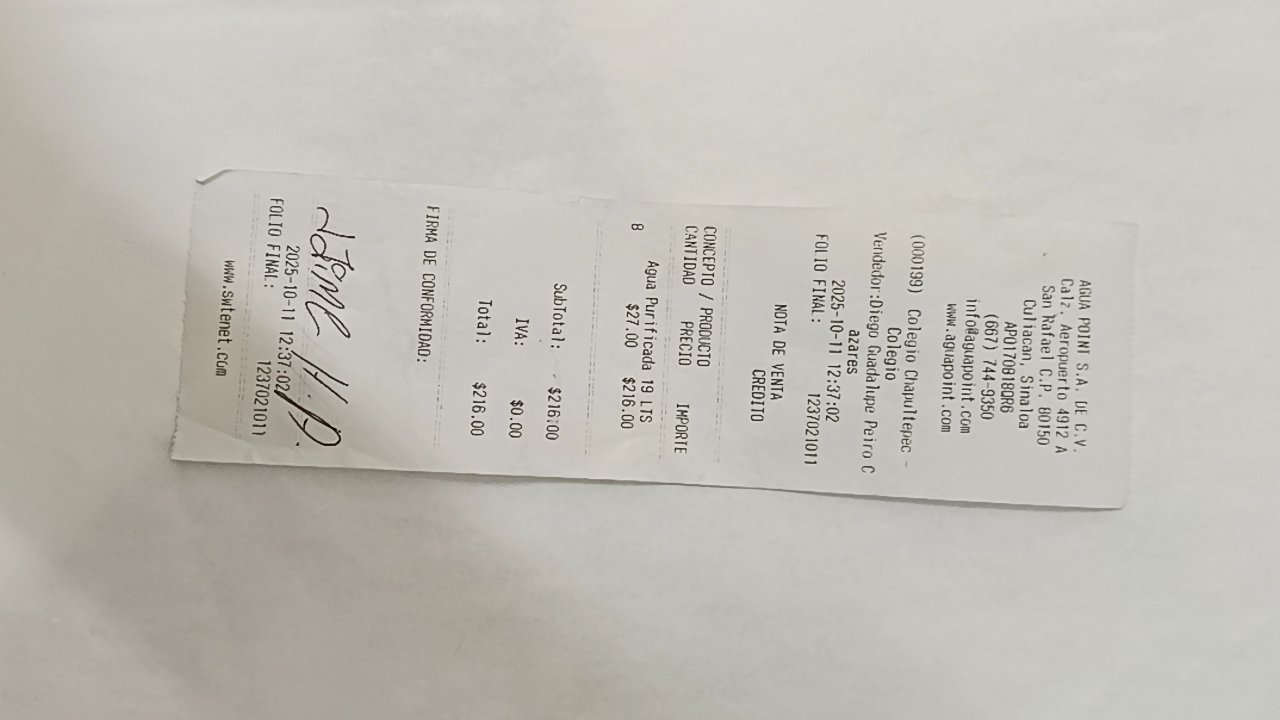 AGUA POINT S.A. DE C.V.
Calz. Aeropuerto 4912 A
San Rafael C.P. 80150
Culiacan, Sinaloa
APO170818QR6
(667) 744-9350
info@aguapoint.com
www.aguapoint.com
(000199) Colegio Chapultepec -
Colegio
Vendedor:Diego Guadalupe Peiro C
azares
2025-10-11 12:37:02
FOLIO FINAL: 1237021011
NOTA DE VENTA
CREDITO
CONCEPTO / PRODUCTO
CANTIDAD PRECIO IMPORTE
Agua Purificada 19 LTS
8 $27.00 $216.00
SubTotal: $216.00
IVA: $0.00
Total: $216.00
FIRMA DE CONFORMIDAD:
2025-10-11 12:37:02
FOLIO FINAL: 1237021011
www.swtenet.com